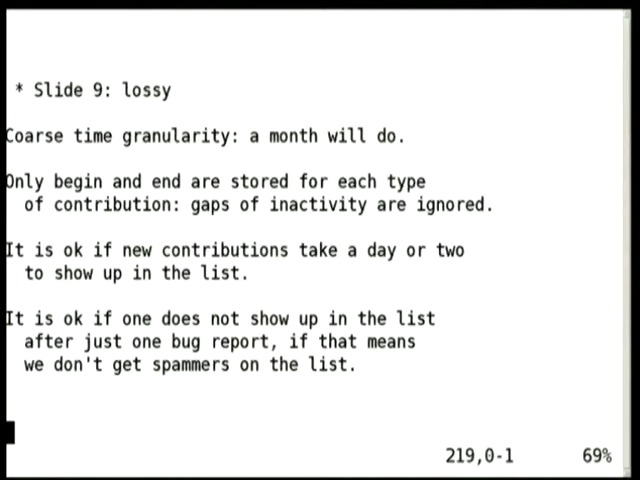 * Slide 9: lossy
Coarse time granularity: a month will do.
Only begin and end are stored for each type
of contribution: gaps of inactivity are ignored.
It is ok if new contributions take a day or two
to show up in the list.
It is ok if one does not show up in the list
after just one bug report, if that means
we don't get spammers on the list.
219,0-1 69%